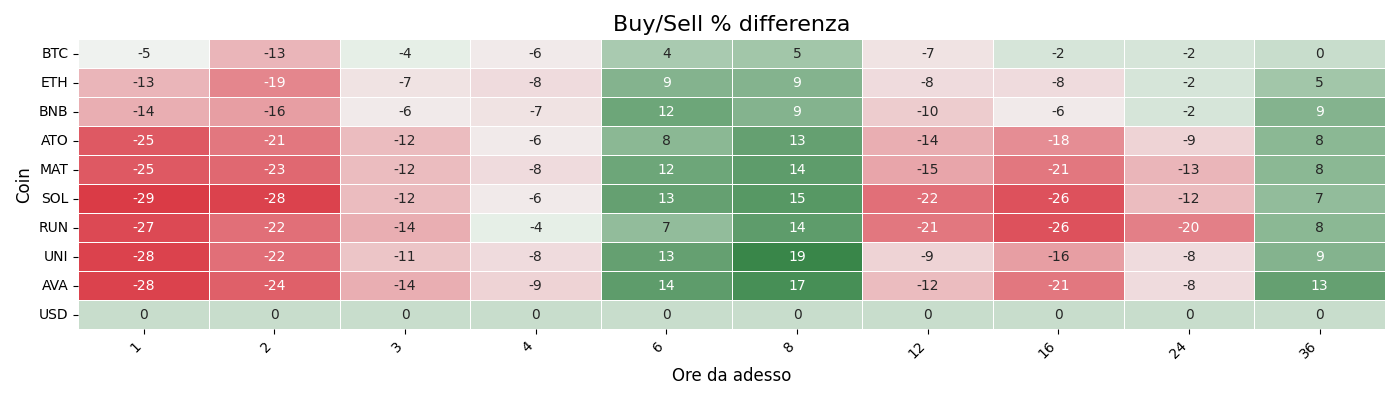 Buy/Sell % differenza
Coin
BTC -5 -13 -4 -6 4 5 -7 -2 -2 0
ETH -13 -19 -7 -8 9 9 -8 -8 -2 5
BNB -14 -16 -6 -7 12 9 -10 -6 -2 9
ATO -25 -21 -12 -6 8 13 -14 -18 -9 8
MAT -25 -23 -12 -8 12 14 -15 -21 -13 8
SOL -29 -28 -12 -6 13 15 -22 -26 -12 7
RUN -27 -22 -14 -4 7 14 -21 -26 -20 8
UNI -28 -22 -11 -8 13 19 -9 -16 -8 9
AVA -28 -24 -14 -9 14 17 -12 -21 -8 13
USD 0 0 0 0 0 0 0 0 0 0
1 2 3 4 6 8 12 16 24 36
Ore da adesso